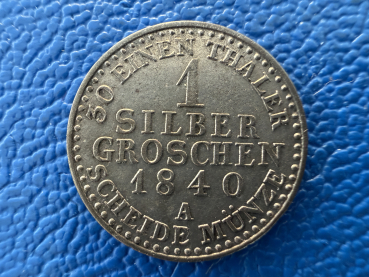 30 EINEN THALER
1
SILBER
GROSCHEN
1840
A
SCHEIDE MÜNZE